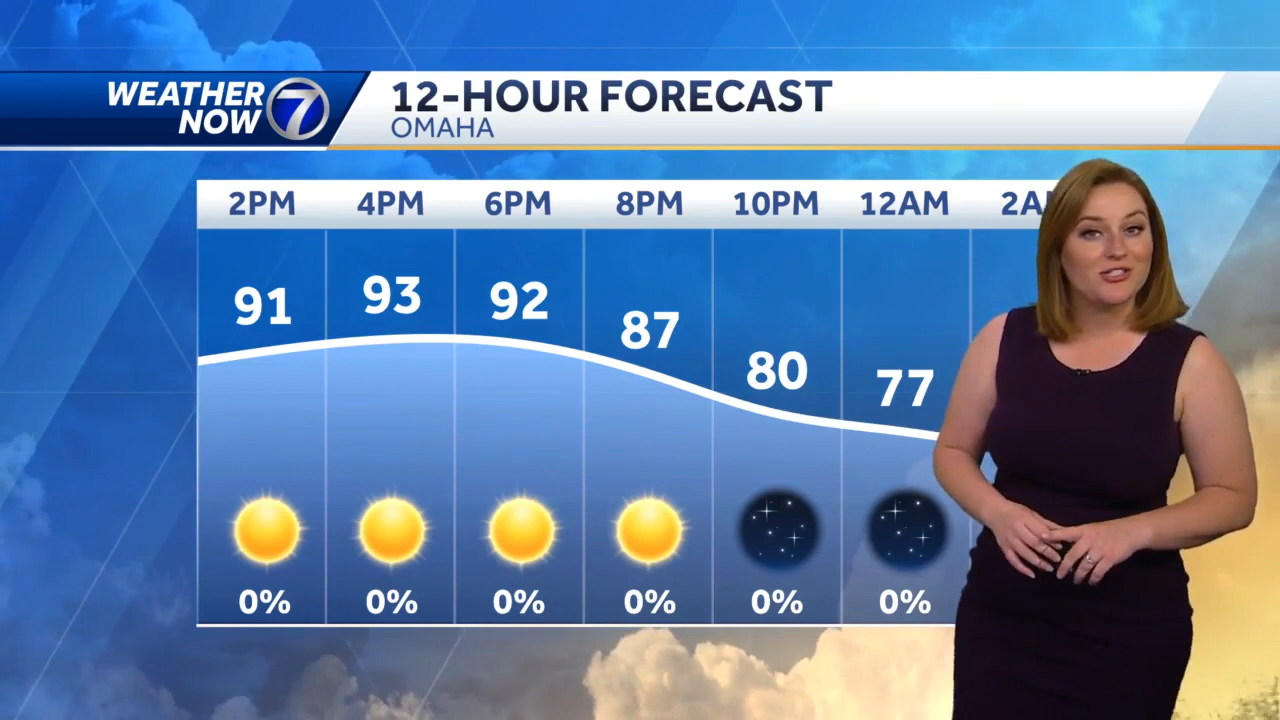 WEATHER
NOW 7
12-HOUR FORECAST
OMAHA
2PM 4PM 6PM 8PM 10PM 12AM
91 93 92 87 80 77
0% 0% 0% 0% 0% 0%